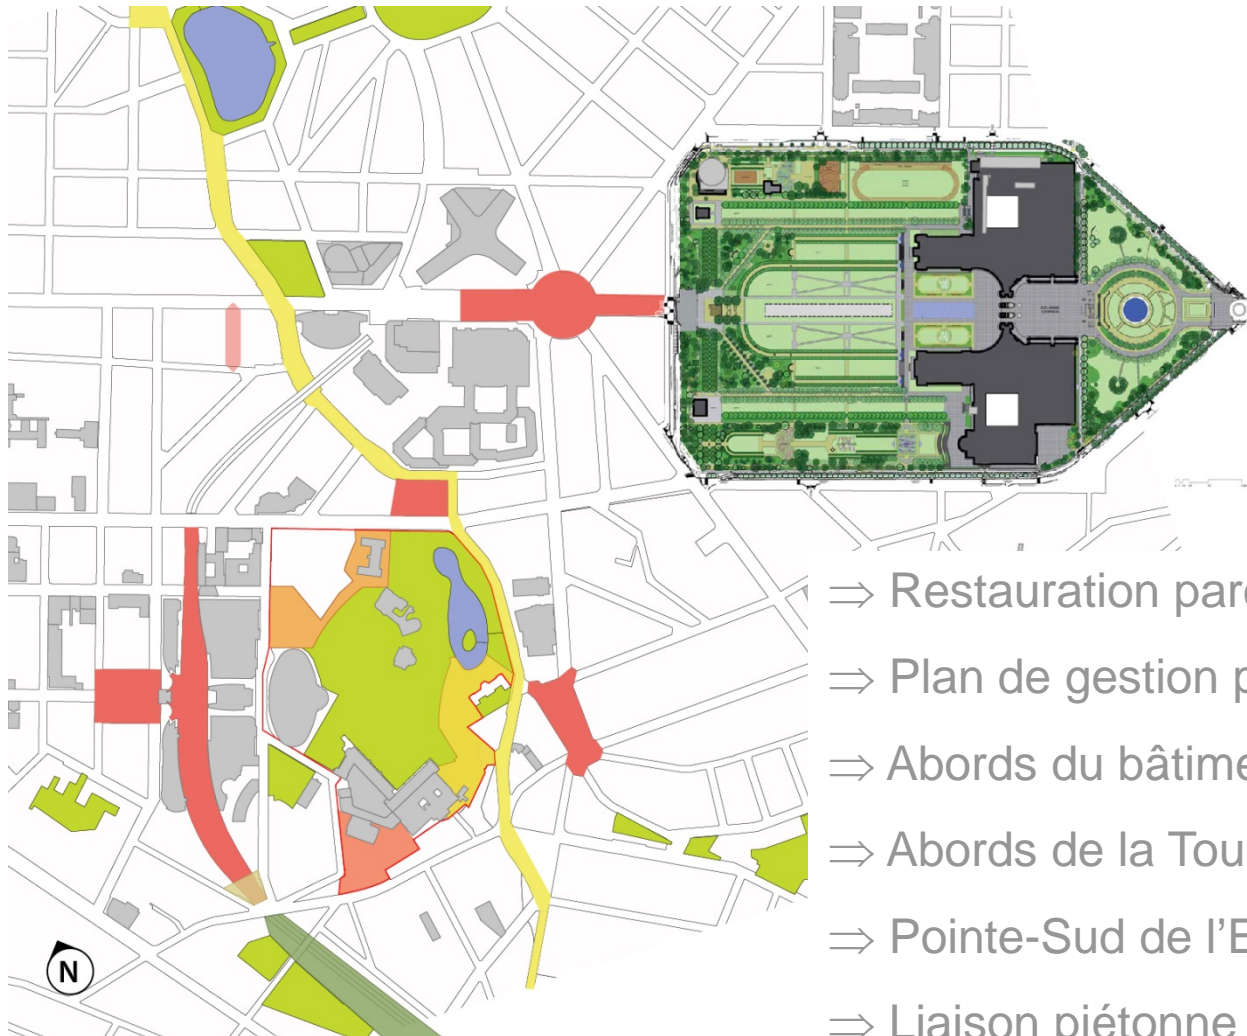 ⇒ Restauration parc
⇒ Plan de gestion p
⇒ Abords du bâtime
⇒ Abords de la Tou
⇒ Pointe-Sud de l’E
⇒ Liaison piétonne
N